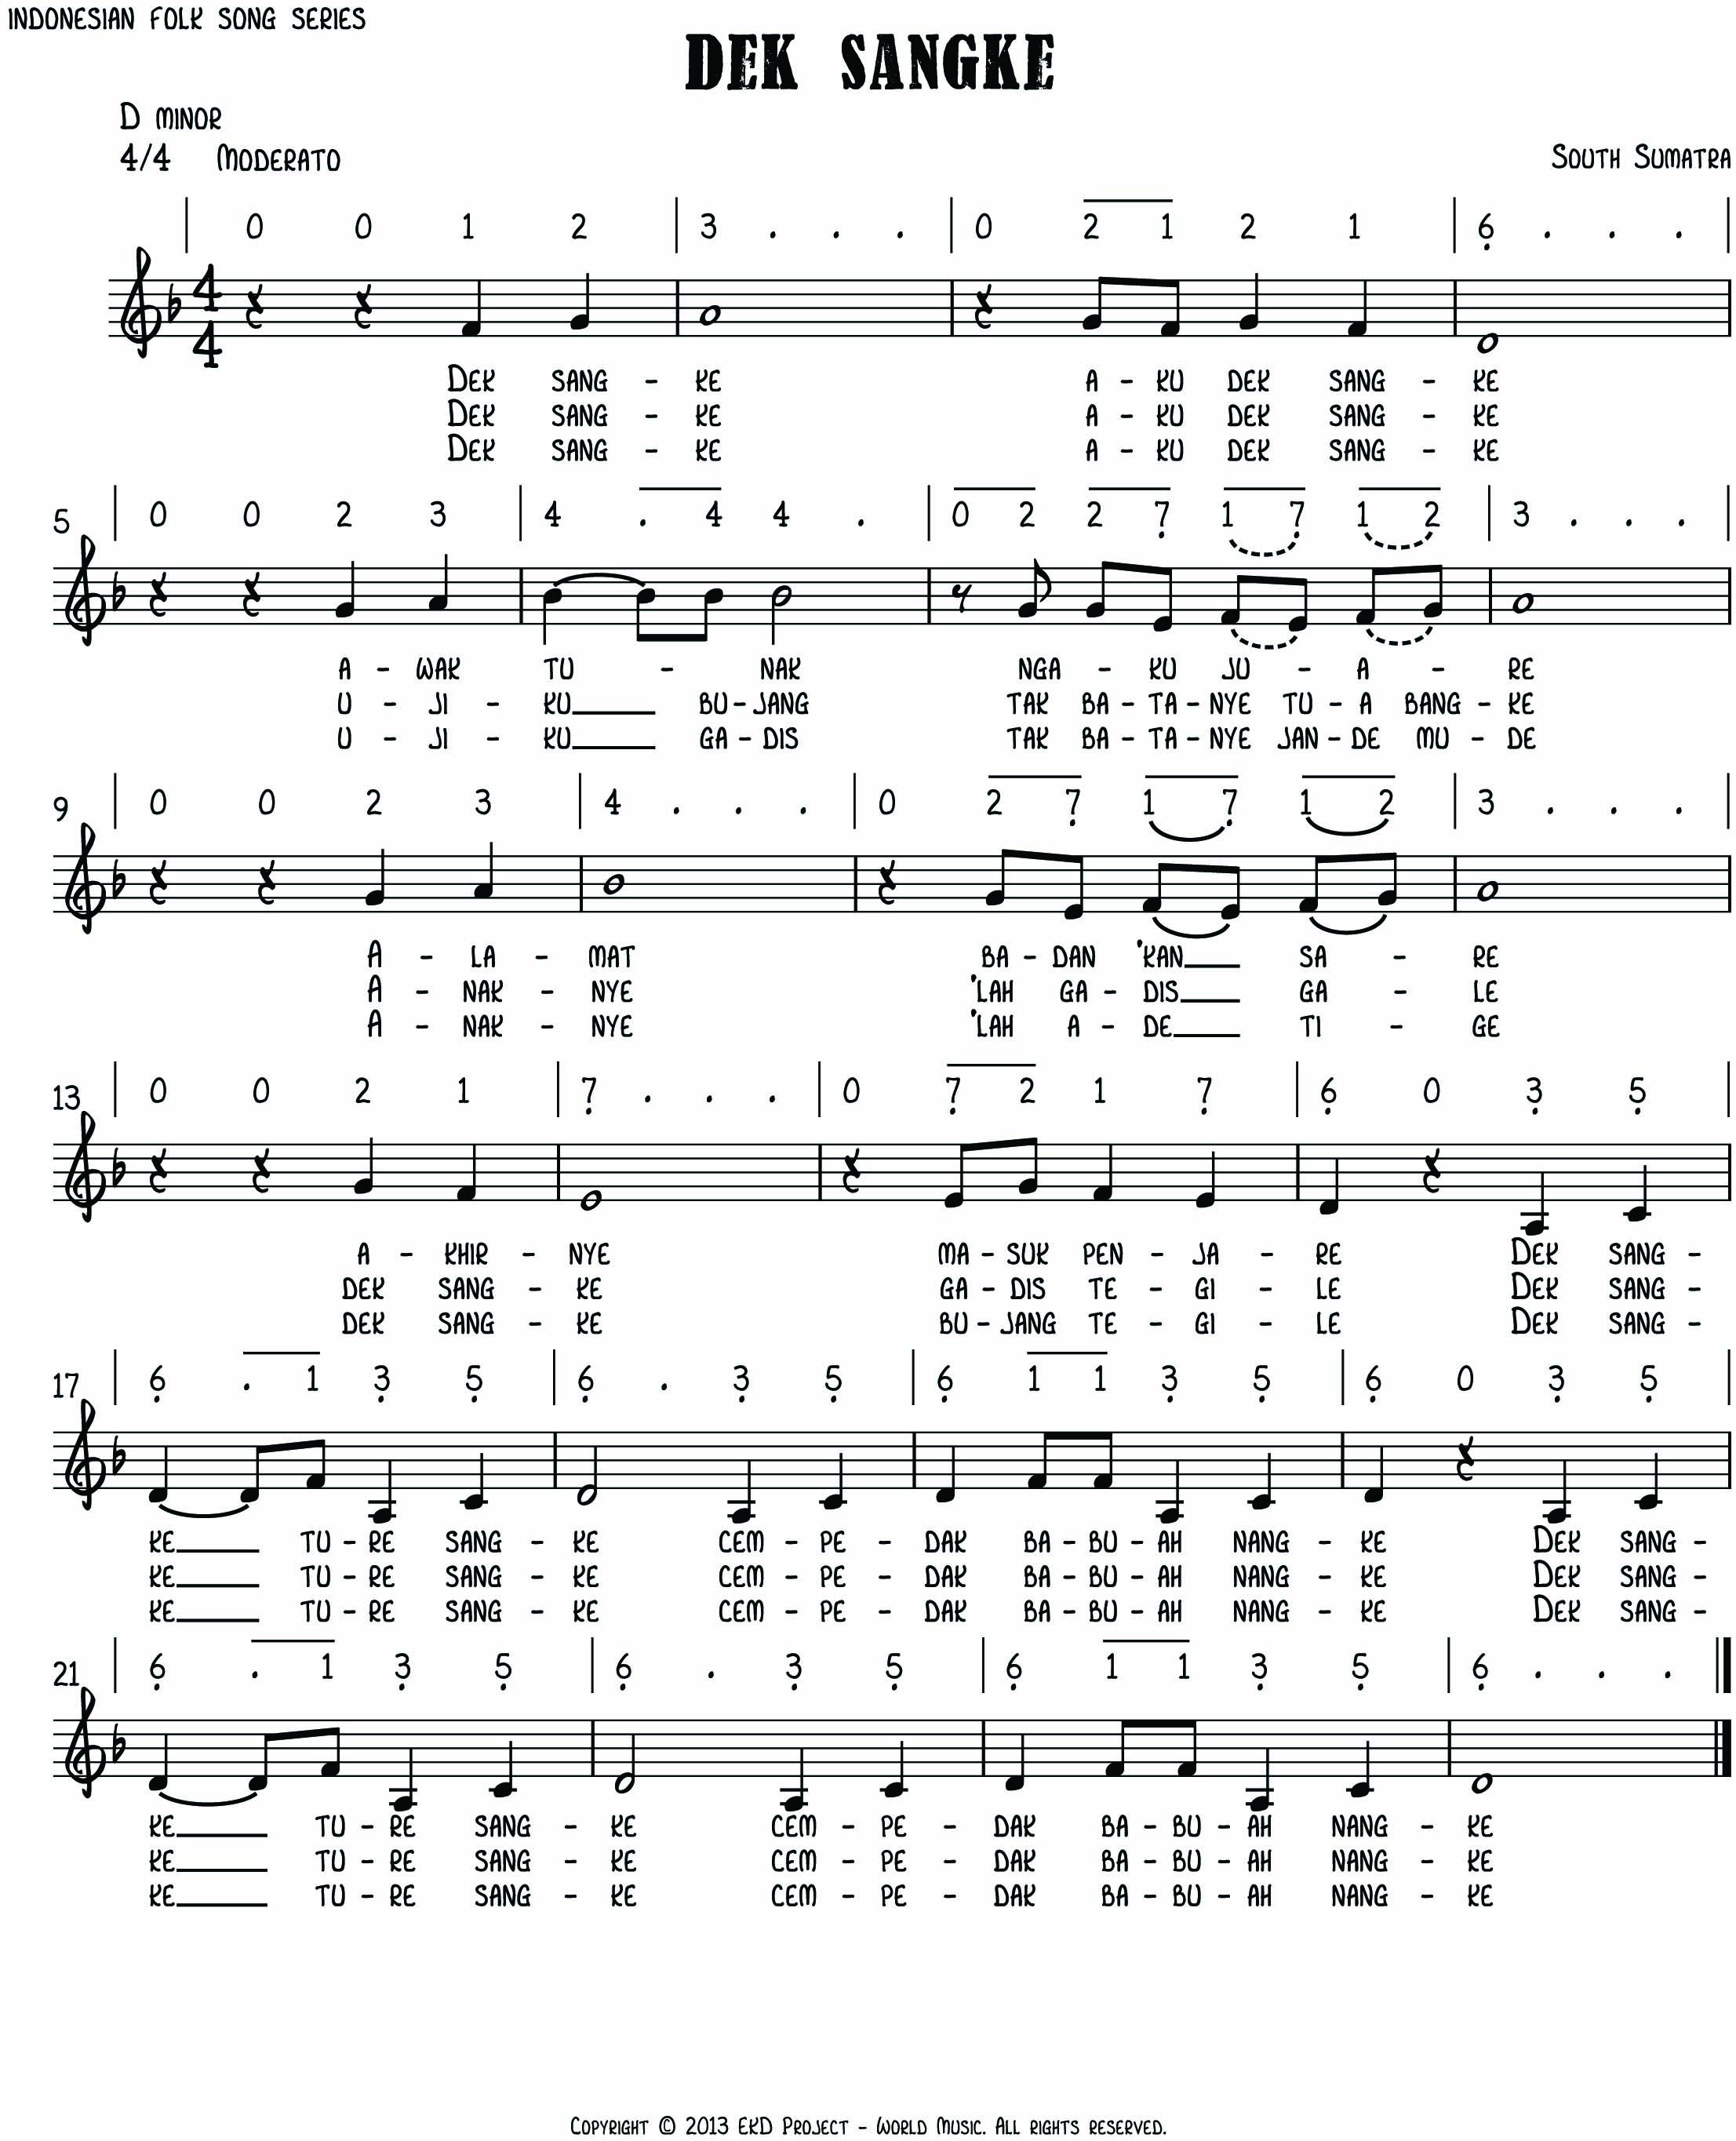 INDONESIAN FOLK SONG SERIES
DEK SANGKE
D MINOR
4/4 MODERATO
SOUTH SUMATRA
| 0 0 1 2 | 3 . . . | 0 2 1 2 1 | 6̣ . . . |
4 4
DEK SANG - KE A - KU DEK SANG - KE
DEK SANG - KE A - KU DEK SANG - KE
DEK SANG - KE A - KU DEK SANG - KE
5 | 0 0 2 3 | 4 . 4 4 . | 0 2 2 7̣ 1 7̣ 1 2 | 3 . . . |
A - WAK TU - NAK NGA - KU JU - A - RE
U - JI - KU___ BU - JANG TAK BA - TA - NYE TU - A BANG - KE
U - JI - KU___ GA - DIS TAK BA - TA - NYE JAN - DE MU - DE
9 | 0 0 2 3 | 4 . . . | 0 2 7̣ 1 7̣ 1 2 | 3 . . . |
A - LA - MAT BA - DAN 'KAN___ SA - RE
A - NAK - NYE 'LAH GA - DIS___ GA - LE
A - NAK - NYE 'LAH A - DE___ TI - GE
13 | 0 0 2 1 | 7̣ . . . | 0 7̣ 2 1 7̣ | 6̣ 0 3̣ 5̣ |
A - KHIR - NYE MA - SUK PEN - JA - RE DEK SANG -
DEK SANG - KE GA - DIS TE - GI - LE DEK SANG -
DEK SANG - KE BU - JANG TE - GI - LE DEK SANG -
17 | 6̣ . 1 3̣ 5̣ | 6̣ . 3̣ 5̣ | 6̣ 1 1 3̣ 5̣ | 6̣ 0 3̣ 5̣ |
KE___ TU - RE SANG - KE CEM - PE - DAK BA - BU - AH NANG - KE DEK SANG -
KE___ TU - RE SANG - KE CEM - PE - DAK BA - BU - AH NANG - KE DEK SANG -
KE___ TU - RE SANG - KE CEM - PE - DAK BA - BU - AH NANG - KE DEK SANG -
21 | 6̣ . 1 3̣ 5̣ | 6̣ . 3̣ 5̣ | 6̣ 1 1 3̣ 5̣ | 6̣ . . . |
KE___ TU - RE SANG - KE CEM - PE - DAK BA - BU - AH NANG - KE
KE___ TU - RE SANG - KE CEM - PE - DAK BA - BU - AH NANG - KE
KE___ TU - RE SANG - KE CEM - PE - DAK BA - BU - AH NANG - KE
COPYRIGHT © 2013 EKD PROJECT - WORLD MUSIC. ALL RIGHTS RESERVED.